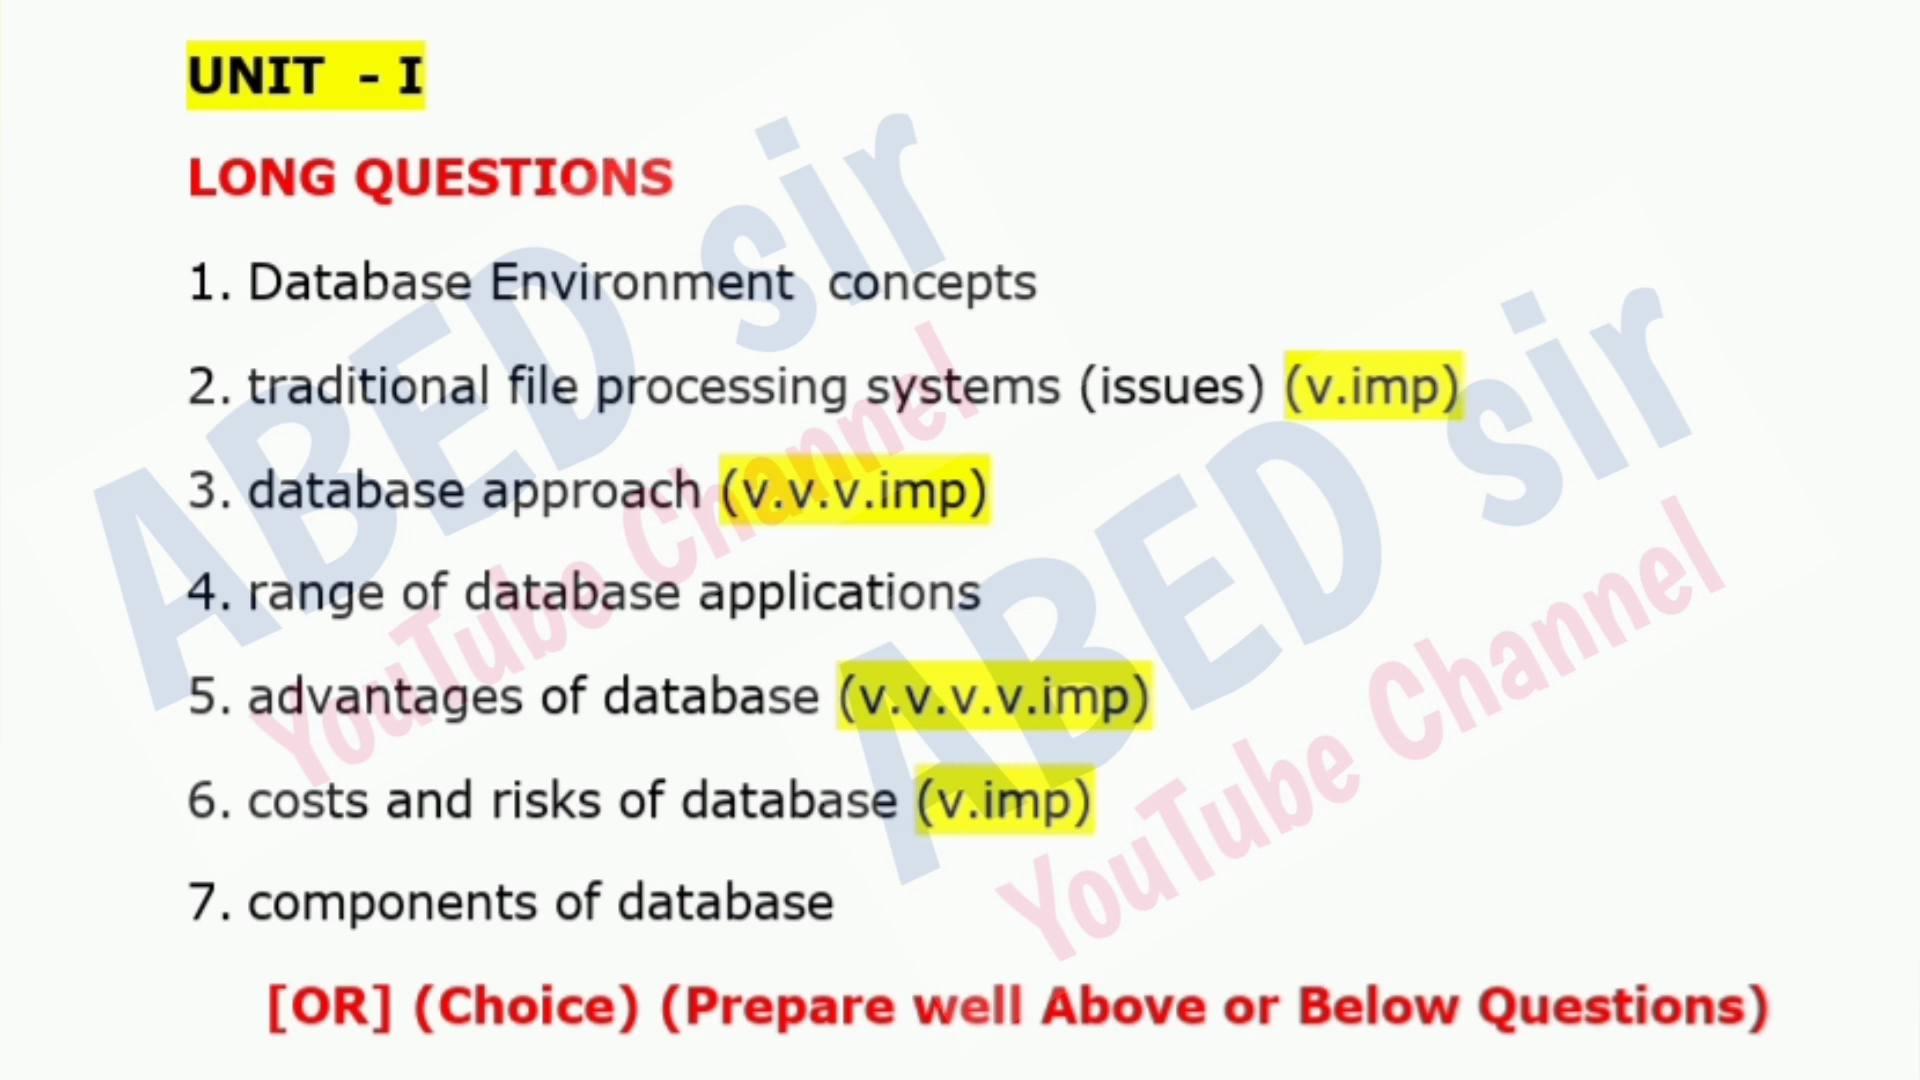 UNIT - I
LONG QUESTIONS
1. Database Environment concepts
2. traditional file processing systems (issues) (v.imp)
3. database approach (v.v.v.imp)
4. range of database applications
5. advantages of database (v.v.v.v.imp)
6. costs and risks of database (v.imp)
7. components of database
[OR] (Choice) (Prepare well Above or Below Questions)
ABED sir
YouTube Channel
ABED sir
YouTube Channel